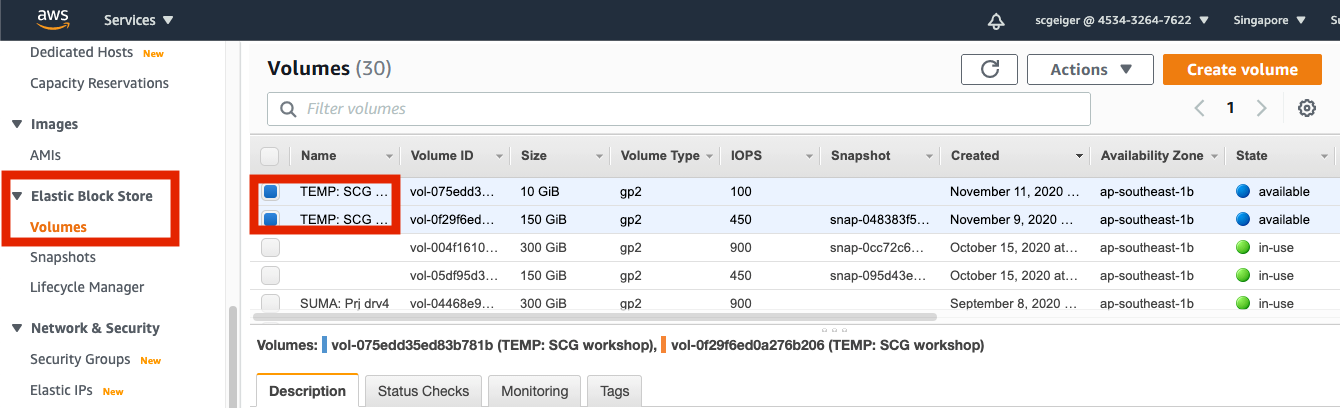 aws Services scgeiger @ 4534-3264-7622 Singapore
Dedicated Hosts New
Capacity Reservations
Images
AMIs
Elastic Block Store
Volumes
Snapshots
Lifecycle Manager
Network & Security
Security Groups New
Elastic IPs New
Volumes (30) Actions Create volume
Filter volumes 1
Name Volume ID Size Volume Type IOPS Snapshot Created Availability Zone State
TEMP: SCG ... vol-075edd3... 10 GiB gp2 100 November 11, 2020 ... ap-southeast-1b available
TEMP: SCG ... vol-0f29f6ed... 150 GiB gp2 450 snap-048383f5... November 9, 2020 ... ap-southeast-1b available
vol-004f1610... 300 GiB gp2 900 snap-0cc72c6... October 15, 2020 at ... ap-southeast-1b in-use
vol-05df95d3... 150 GiB gp2 450 snap-095d43e... October 15, 2020 at ... ap-southeast-1b in-use
SUMA: Prj drv4 vol-04468e9... 300 GiB gp2 900 September 8, 2020 ... ap-southeast-1b in-use
Volumes: vol-075edd35ed83b781b (TEMP: SCG workshop), vol-0f29f6ed0a276b206 (TEMP: SCG workshop)
Description Status Checks Monitoring Tags